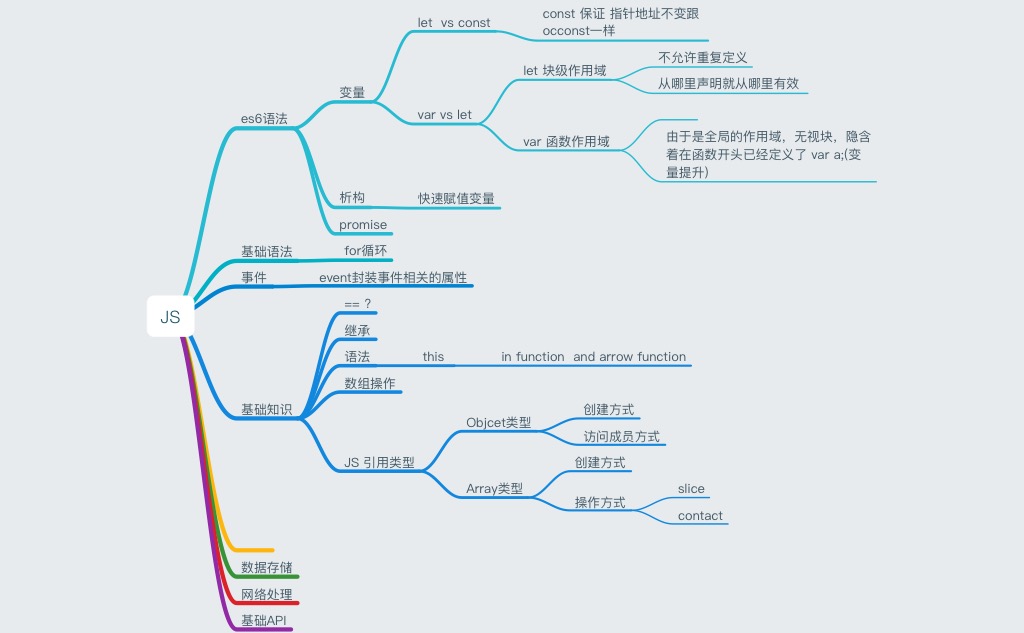 let vs const
const 保证 指针地址不变跟
occonst一样
变量
var vs let
let 块级作用域
不允许重复定义
从哪里声明就从哪里有效
var 函数作用域
由于是全局的作用域，无视块，隐含
着在函数开头已经定义了 var a;(变
量提升)
es6语法
析构
快速赋值变量
promise
基础语法
for循环
事件
event封装事件相关的属性
JS
== ?
继承
语法
this
in function and arrow function
数组操作
基础知识
JS 引用类型
Objcet类型
创建方式
访问成员方式
Array类型
创建方式
操作方式
slice
contact
数据存储
网络处理
基础API